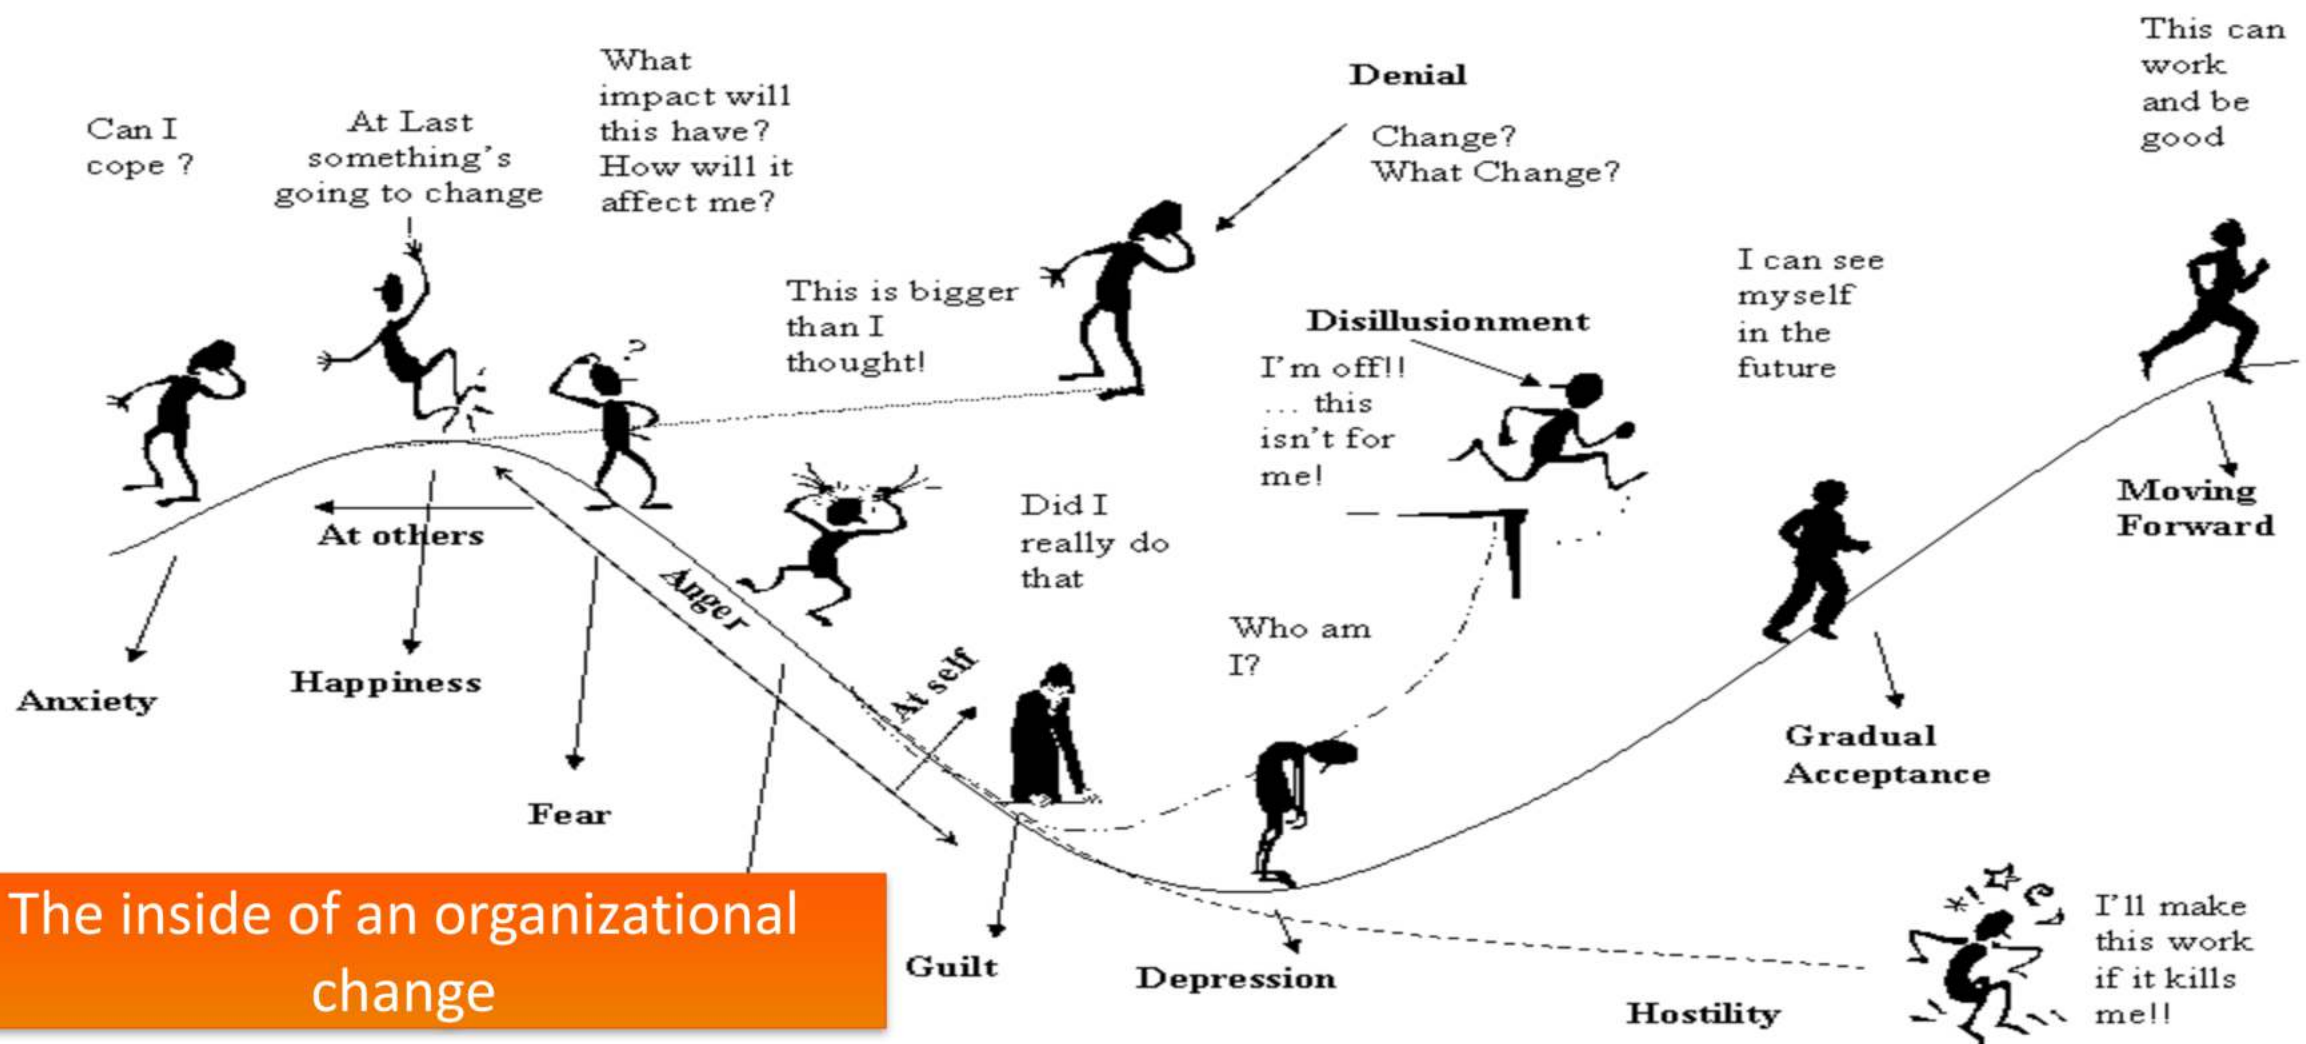 Can I
cope ?
At Last
something's
going to change
What
impact will
this have?
How will it
affect me?
?
This is bigger
than I
thought!
Denial
Change?
What Change?
Disillusionment
I'm off!!
... this
isn't for
me!
I can see
myself
in the
future
This can
work
and be
good
Moving
Forward
At others
Anger
At self
Did I
really do
that
Who am
I?
Anxiety
Happiness
Fear
Guilt
Depression
Gradual
Acceptance
Hostility
I'll make
this work
if it kills
me!!
The inside of an organizational
change